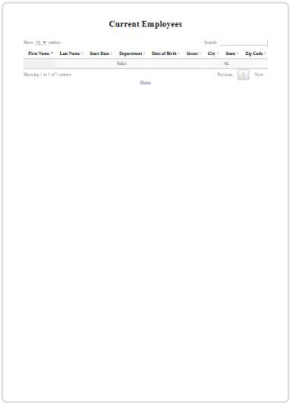 Current Employees
Show 10 entries
Search:
First Name Last Name Start Date Department Date of Birth Street City State Zip Code
Sales AL
Showing 1 to 1 of 1 entries
Previous 1 Next
Home